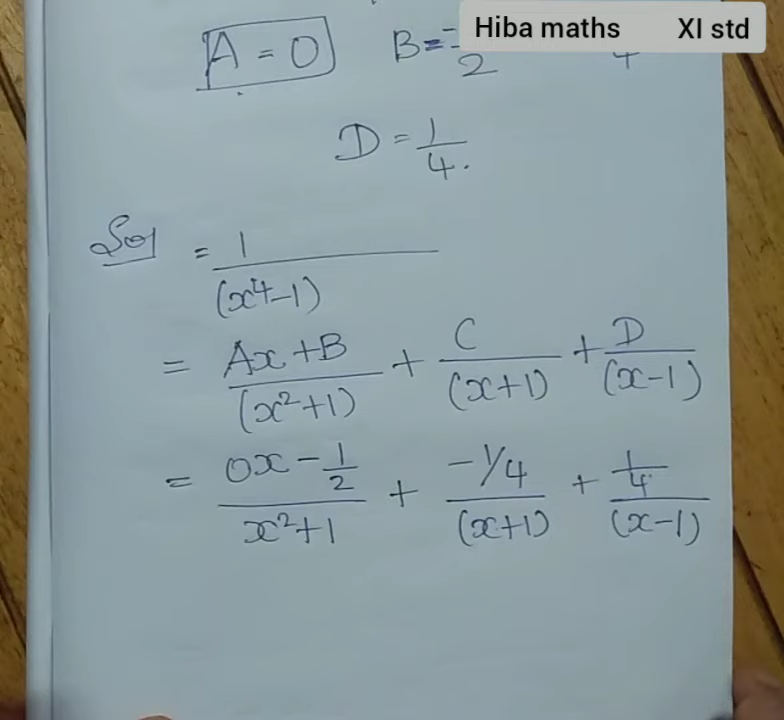 Hiba maths XI std
A = 0 B = -1/2
D = 1/4.
Sol = 1/(x⁴-1)
= Ax+B/(x²+1) + C/(x+1) + D/(x-1)
= 0x - 1/2/x²+1 + -1/4/(x+1) + 1/4/(x-1)